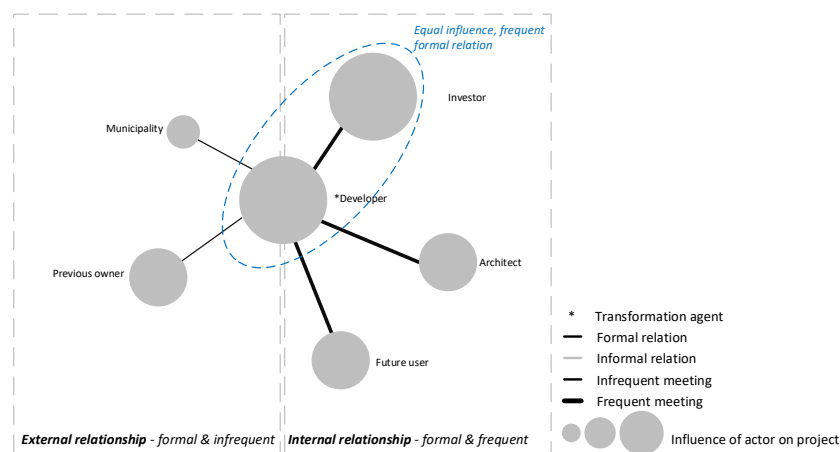 Equal influence, frequent
formal relation
Investor
Municipality
*Developer
Previous owner
Architect
Future user
External relationship - formal & infrequent
Internal relationship - formal & frequent
* Transformation agent
Formal relation
Informal relation
Infrequent meeting
Frequent meeting
Influence of actor on project